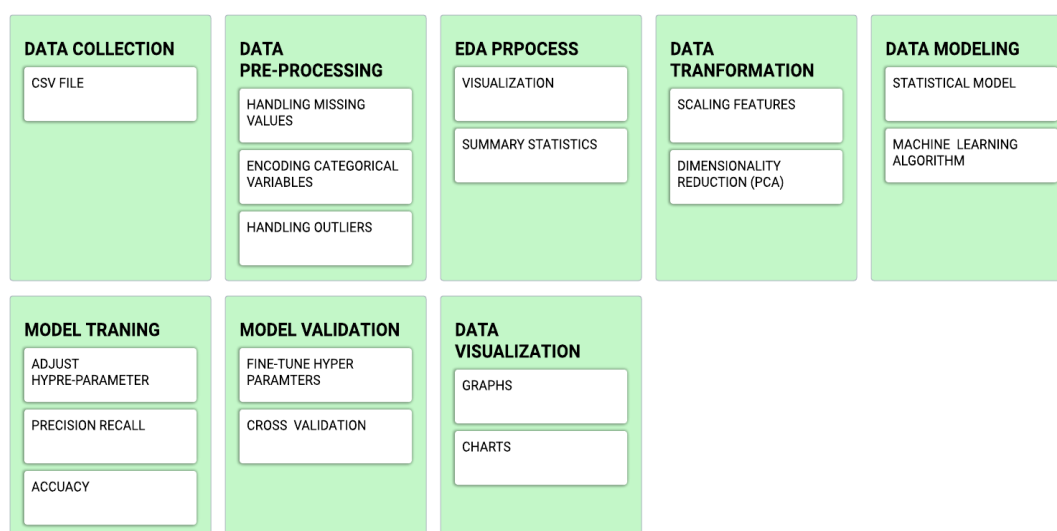 DATA COLLECTION
CSV FILE
DATA
PRE-PROCESSING
HANDLING MISSING
VALUES
ENCODING CATEGORICAL
VARIABLES
HANDLING OUTLIERS
EDA PRPOCESS
VISUALIZATION
SUMMARY STATISTICS
DATA
TRANFORMATION
SCALING FEATURES
DIMENSIONALITY
REDUCTION (PCA)
DATA MODELING
STATISTICAL MODEL
MACHINE LEARNING
ALGORITHM
MODEL TRANING
ADJUST
HYPRE-PARAMETER
PRECISION RECALL
ACCUACY
MODEL VALIDATION
FINE-TUNE HYPER
PARAMTERS
CROSS VALIDATION
DATA
VISUALIZATION
GRAPHS
CHARTS